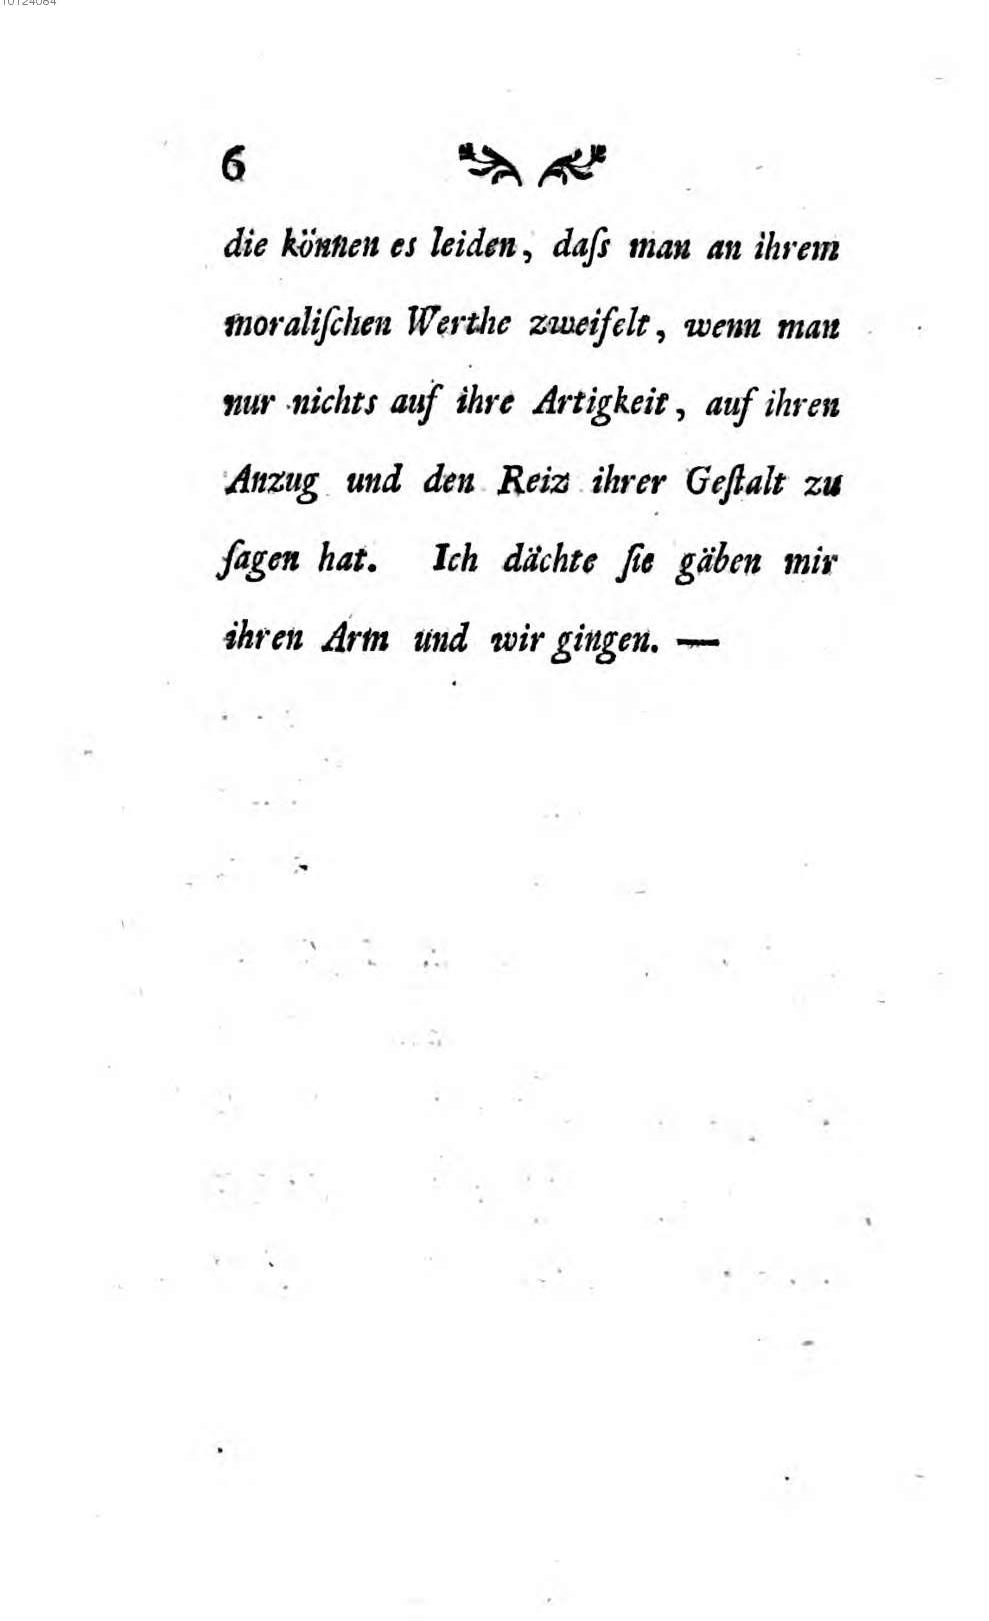 10124084
6
die können es leiden, daſs man an ihrem
moraliſchen Werthe zweifelt, wenn man
nur nichts auf ihre Artigkeit, auf ihren
Anzug und den Reiz ihrer Geſtalt zu
ſagen hat. Ich dächte ſie gäben mir
ihren Arm und wir gingen. —